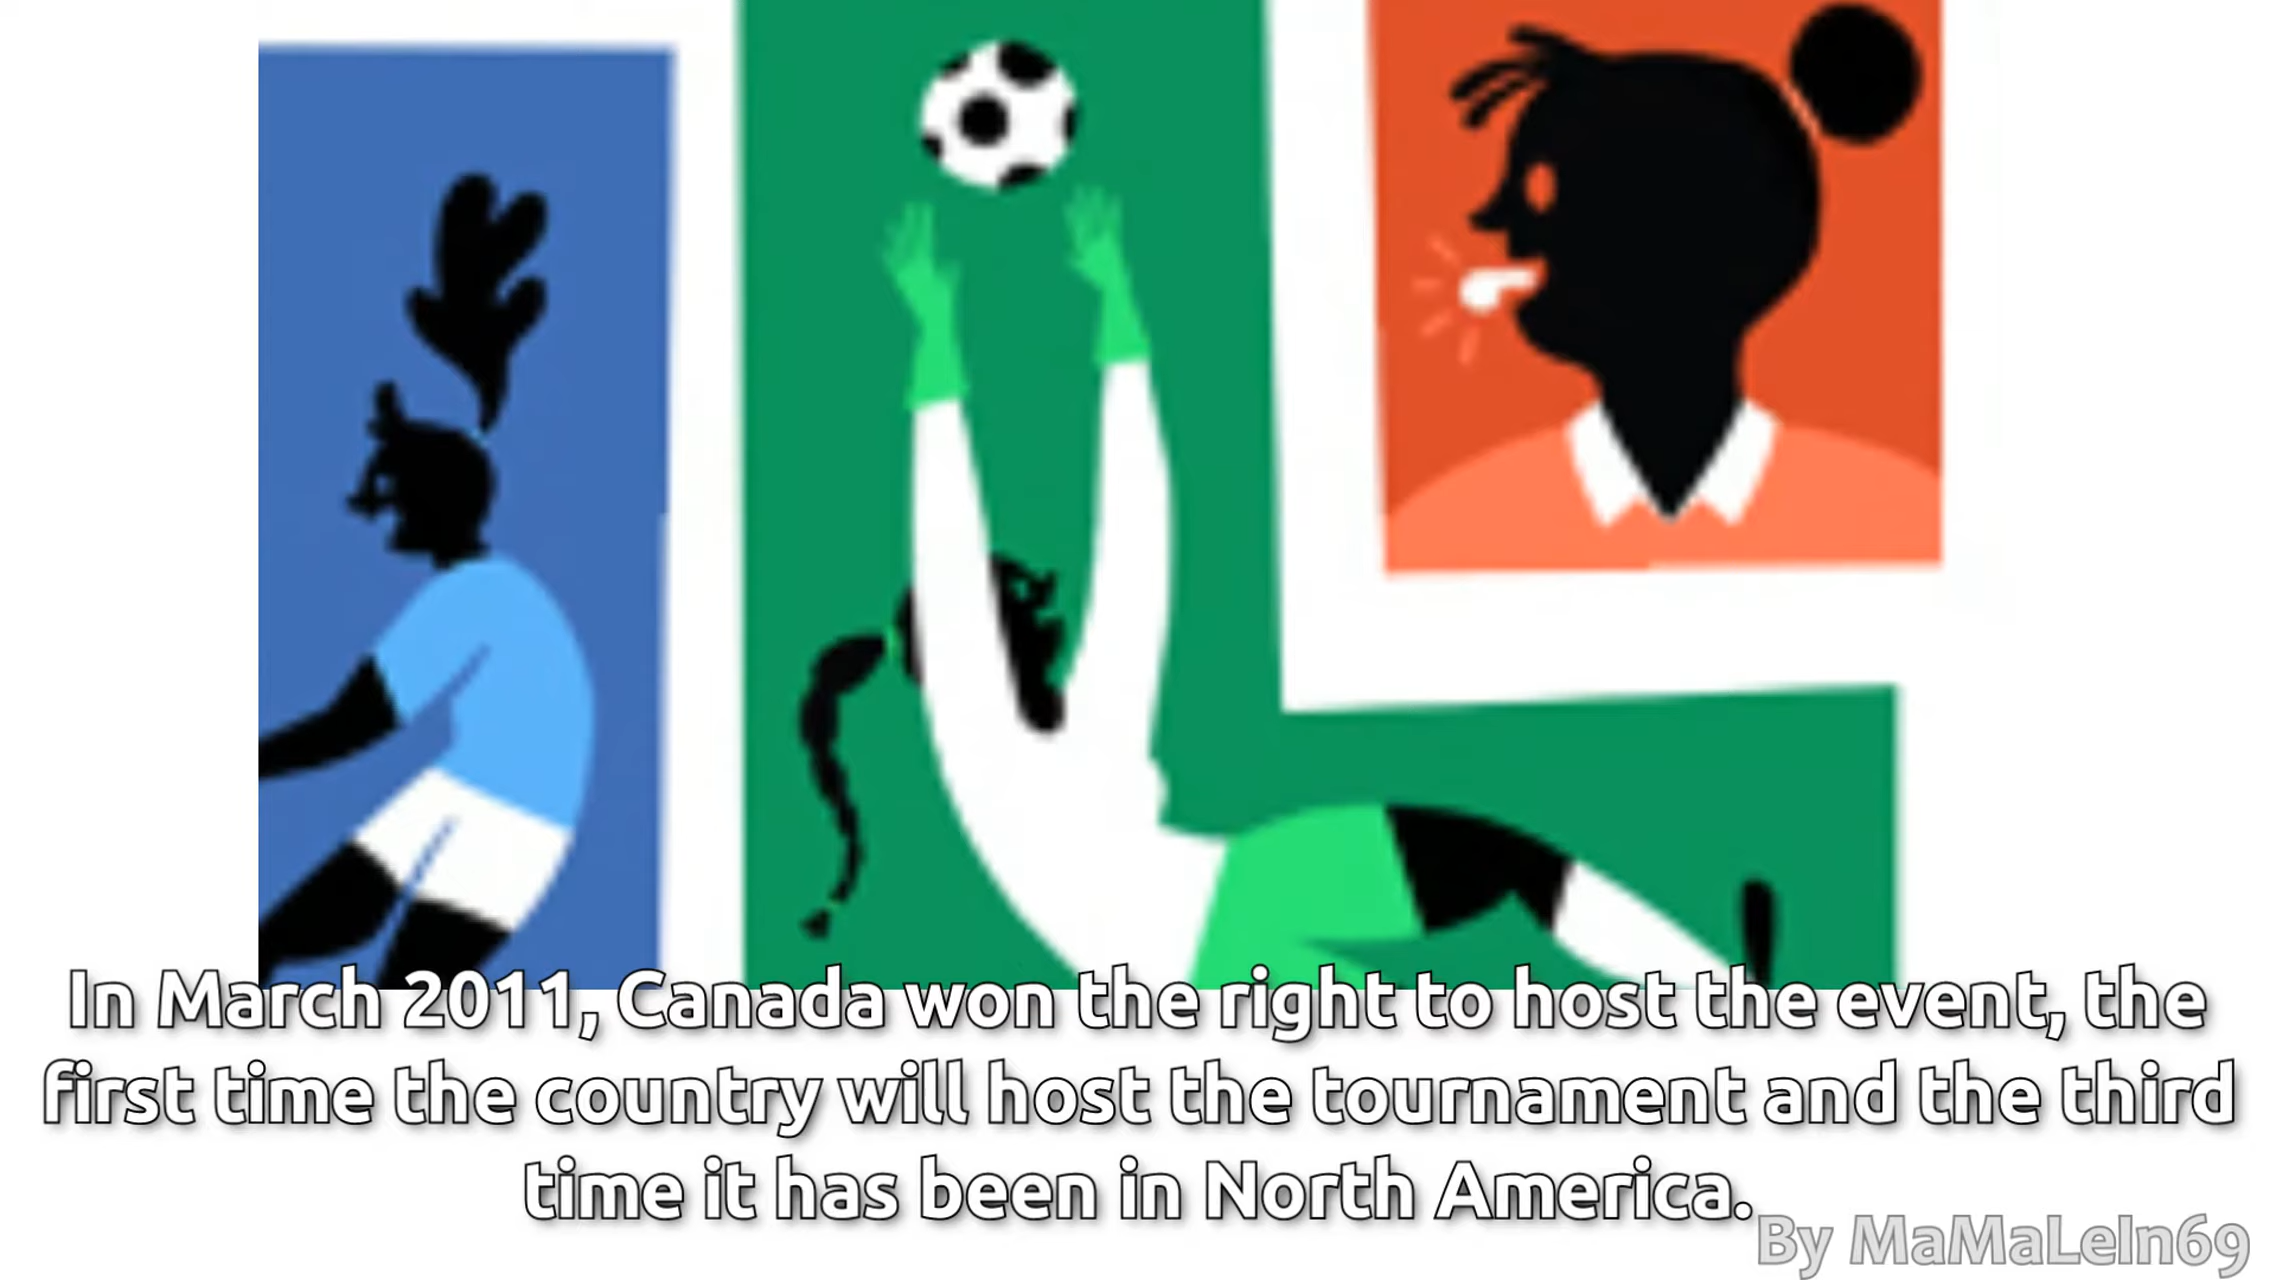 In March 2011, Canada won the right to host the event, the
first time the country will host the tournament and the third
time it has been in North America.
By MaMaLeIn69